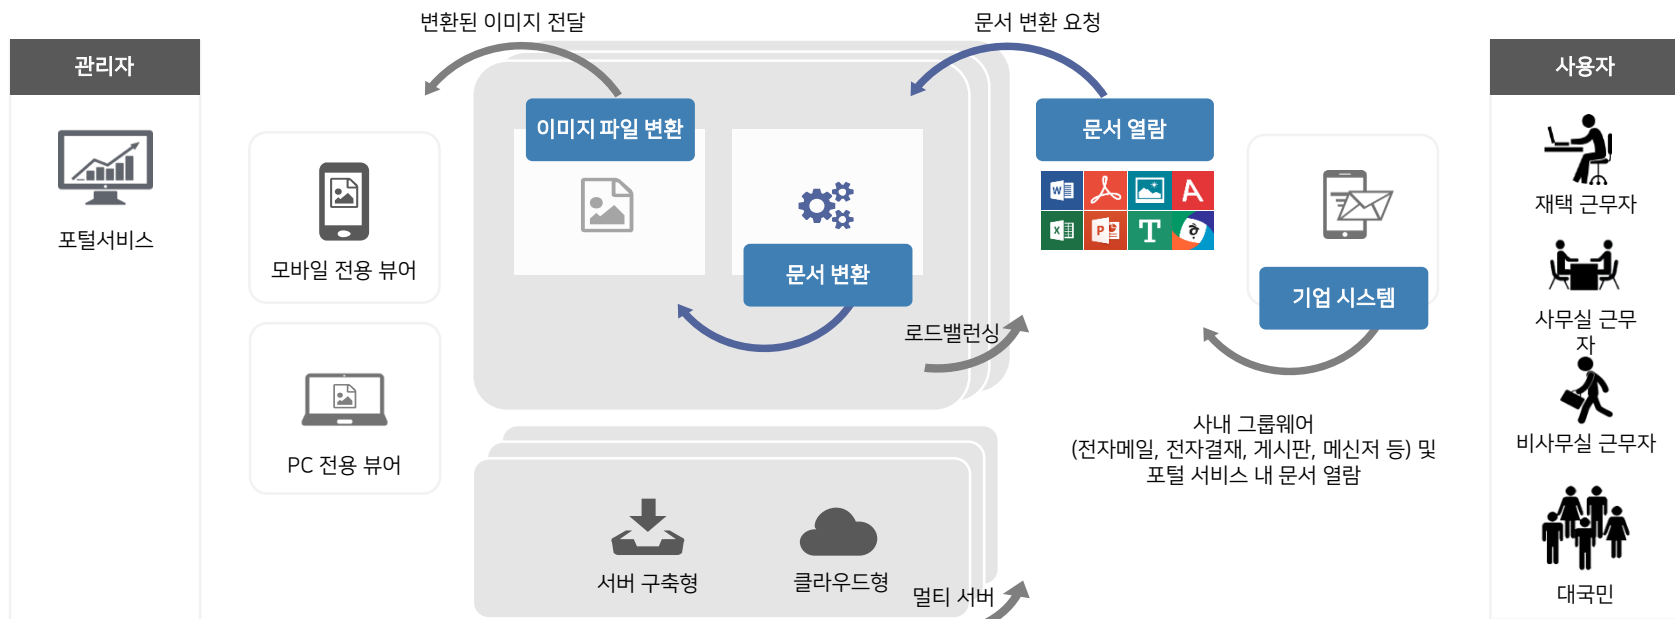 변환된 이미지 전달
문서 변환 요청
관리자
사용자
이미지 파일 변환
문서 열람
포털서비스
모바일 전용 뷰어
문서 변환
기업 시스템
재택 근무자
로드밸런싱
사무실 근무
자
PC 전용 뷰어
사내 그룹웨어
(전자메일, 전자결재, 게시판, 메신저 등) 및
포털 서비스 내 문서 열람
비사무실 근무자
서버 구축형
클라우드형
멀티 서버
대국민